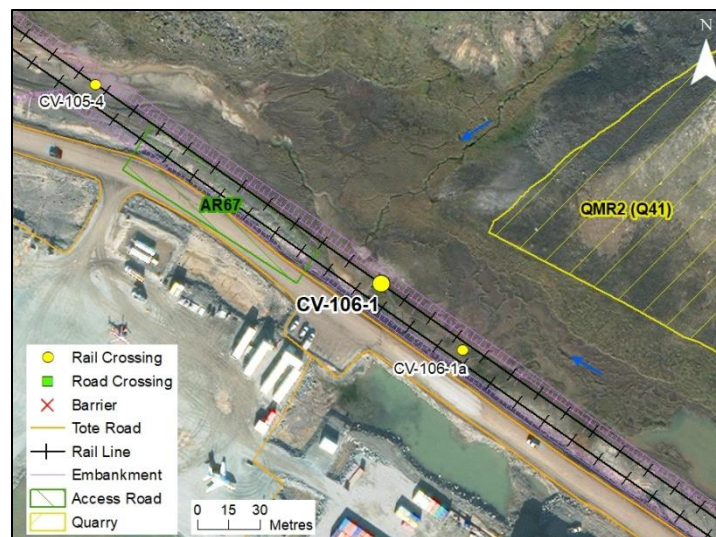 N
CV-105-4
AR67
QMR2 (Q41)
CV-106-1
CV-106-1a
Rail Crossing
Road Crossing
Barrier
Tote Road
Rail Line
Embankment
Access Road
Quarry
0 15 30
Metres